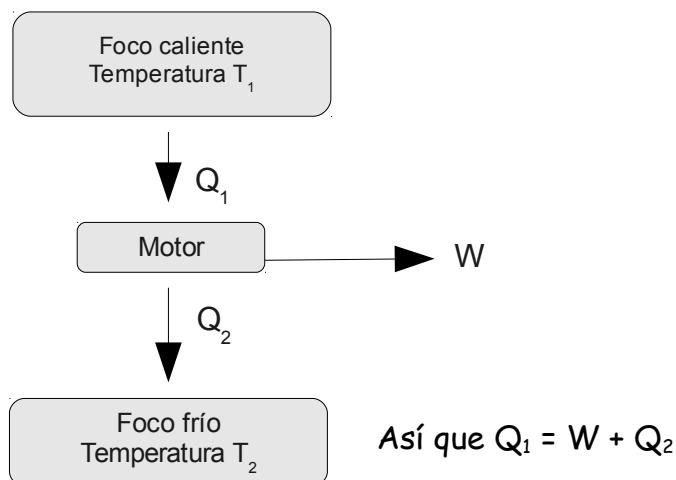 Foco caliente
Temperatura T₁
Q₁
Motor
W
Q₂
Foco frío
Temperatura T₂
Así que Q₁ = W + Q₂